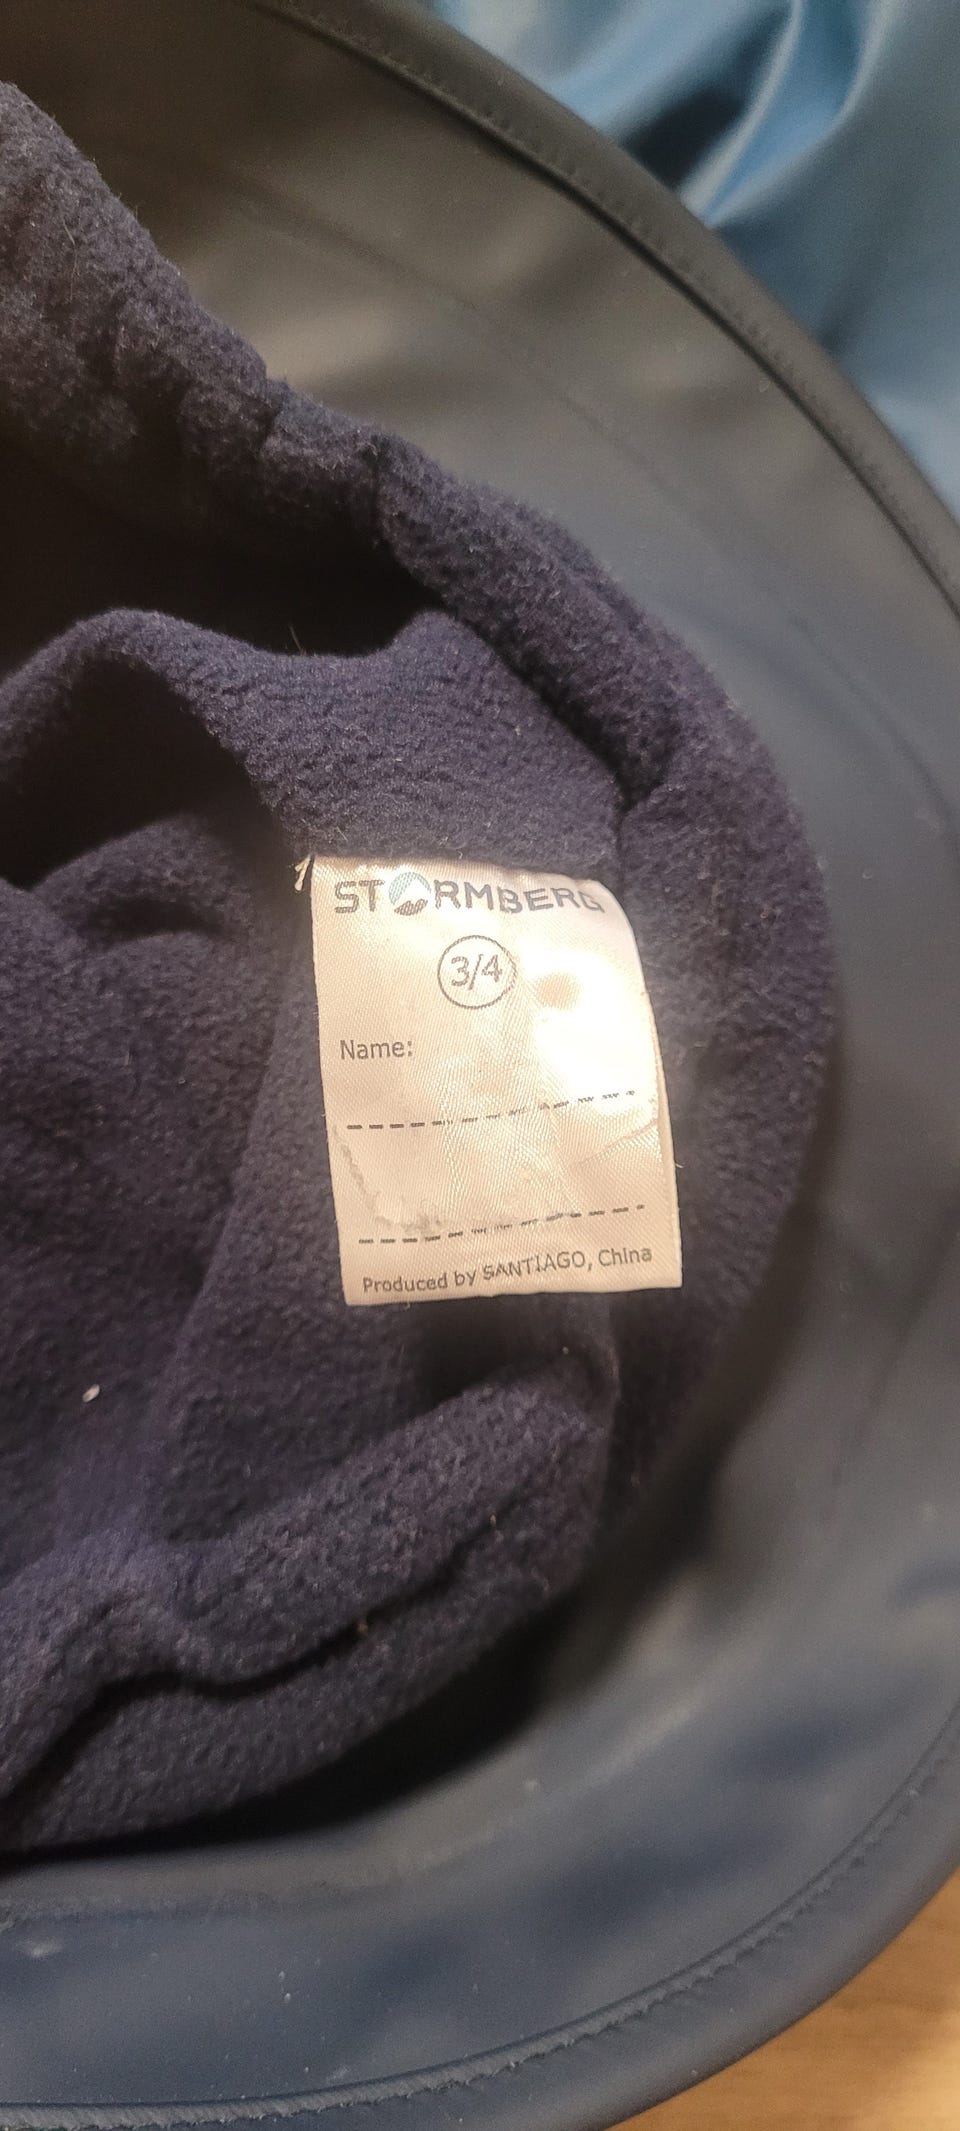 STORMBERG
3/4
Name:
Produced by SANTIAGO, China